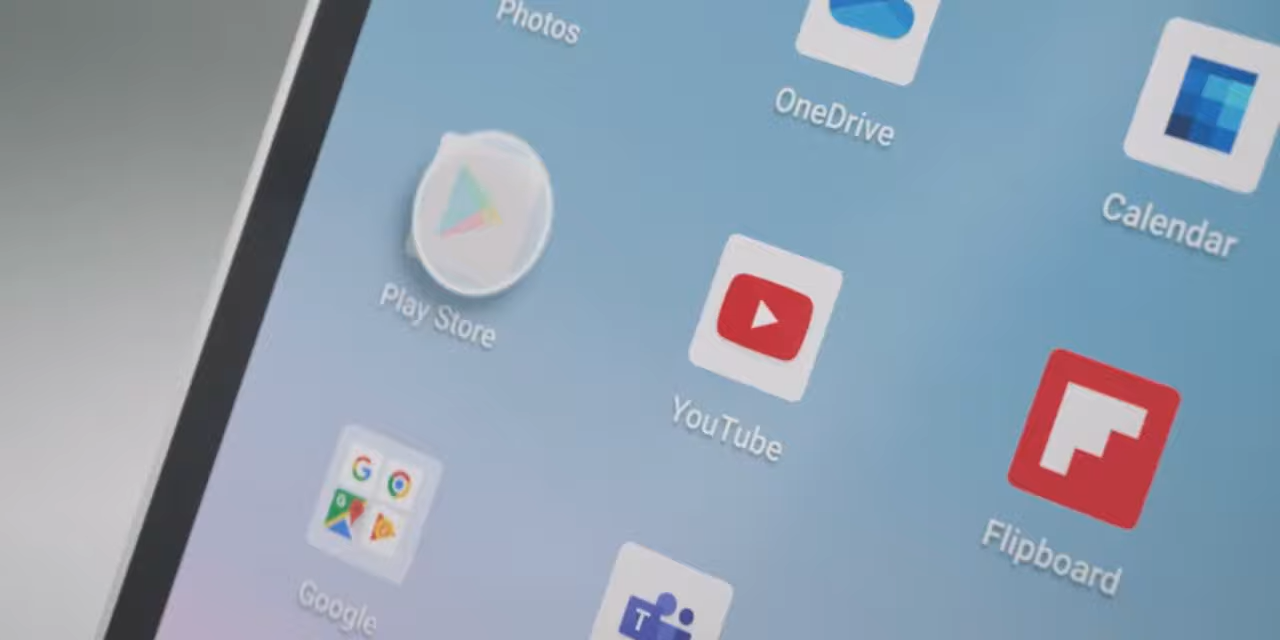 Photos
OneDrive
Calendar
Play Store
YouTube
Flipboard
G
G
Google
T